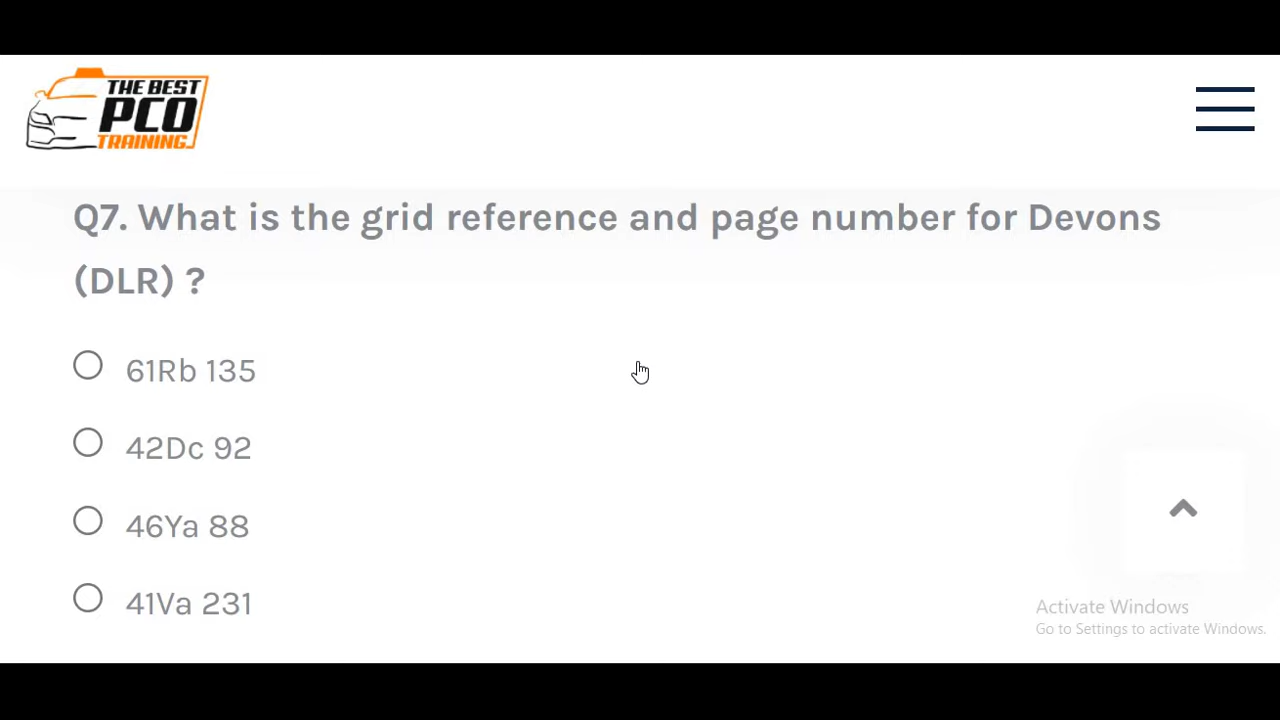 THE BEST
PCO
TRAINING
Q7. What is the grid reference and page number for Devons
(DLR) ?
61Rb 135
42Dc 92
46Ya 88
41Va 231
Activate Windows
Go to Settings to activate Windows.